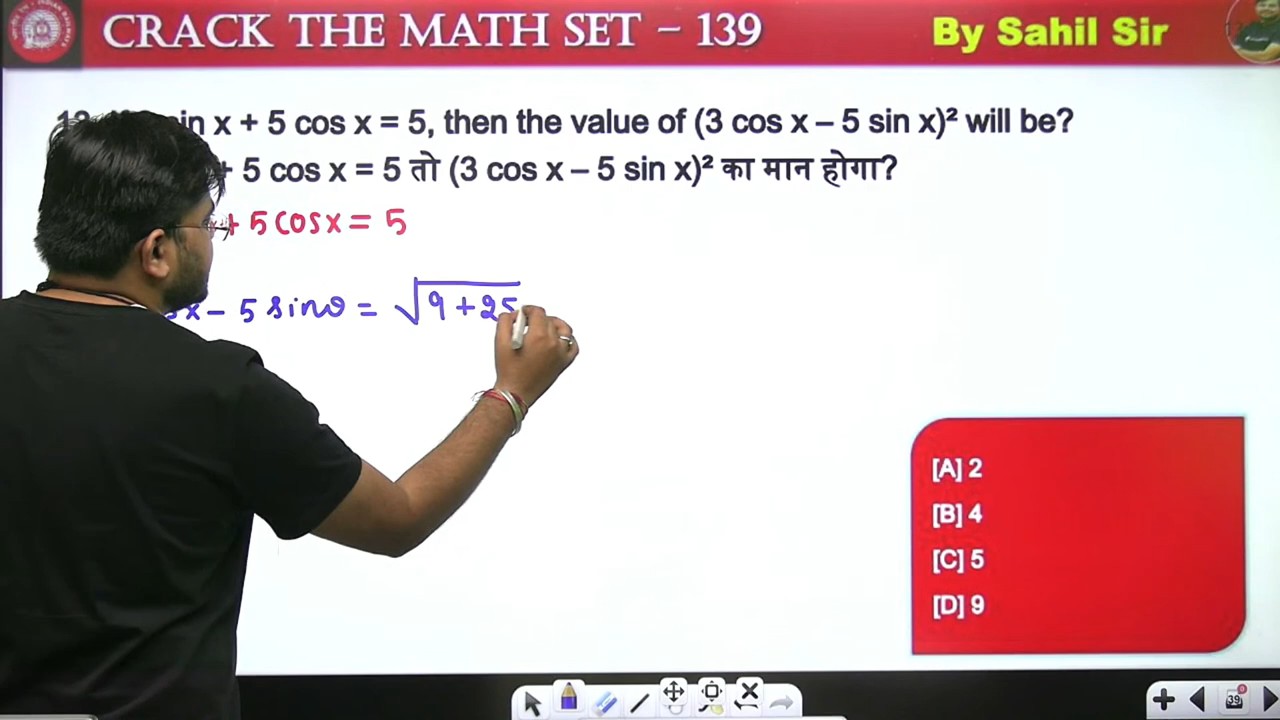 CRACK THE MATH SET – 139
By Sahil Sir
sin x + 5 cos x = 5, then the value of (3 cos x – 5 sin x)² will be?
+ 5 cos x = 5 तो (3 cos x – 5 sin x)² का मान होगा?
+ 5 cos x = 5
x – 5 sinθ = √9+25
[A] 2
[B] 4
[C] 5
[D] 9
39